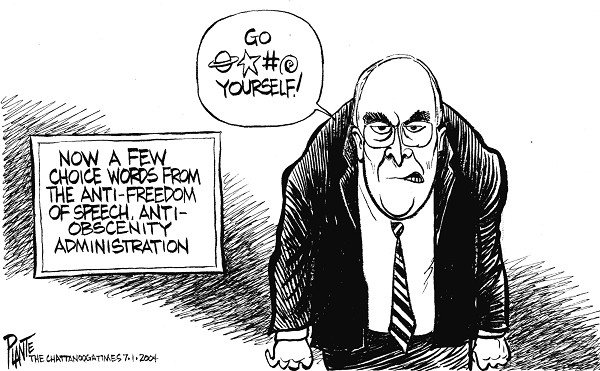 GO
#@
YOURSELF!
NOW A FEW
CHOICE WORDS FROM
THE ANTI-FREEDOM
OF SPEECH, ANTI-
OBSCENITY
ADMINISTRATION
PLANTE
THE CHATTANOOGA TIMES 7.1.2004